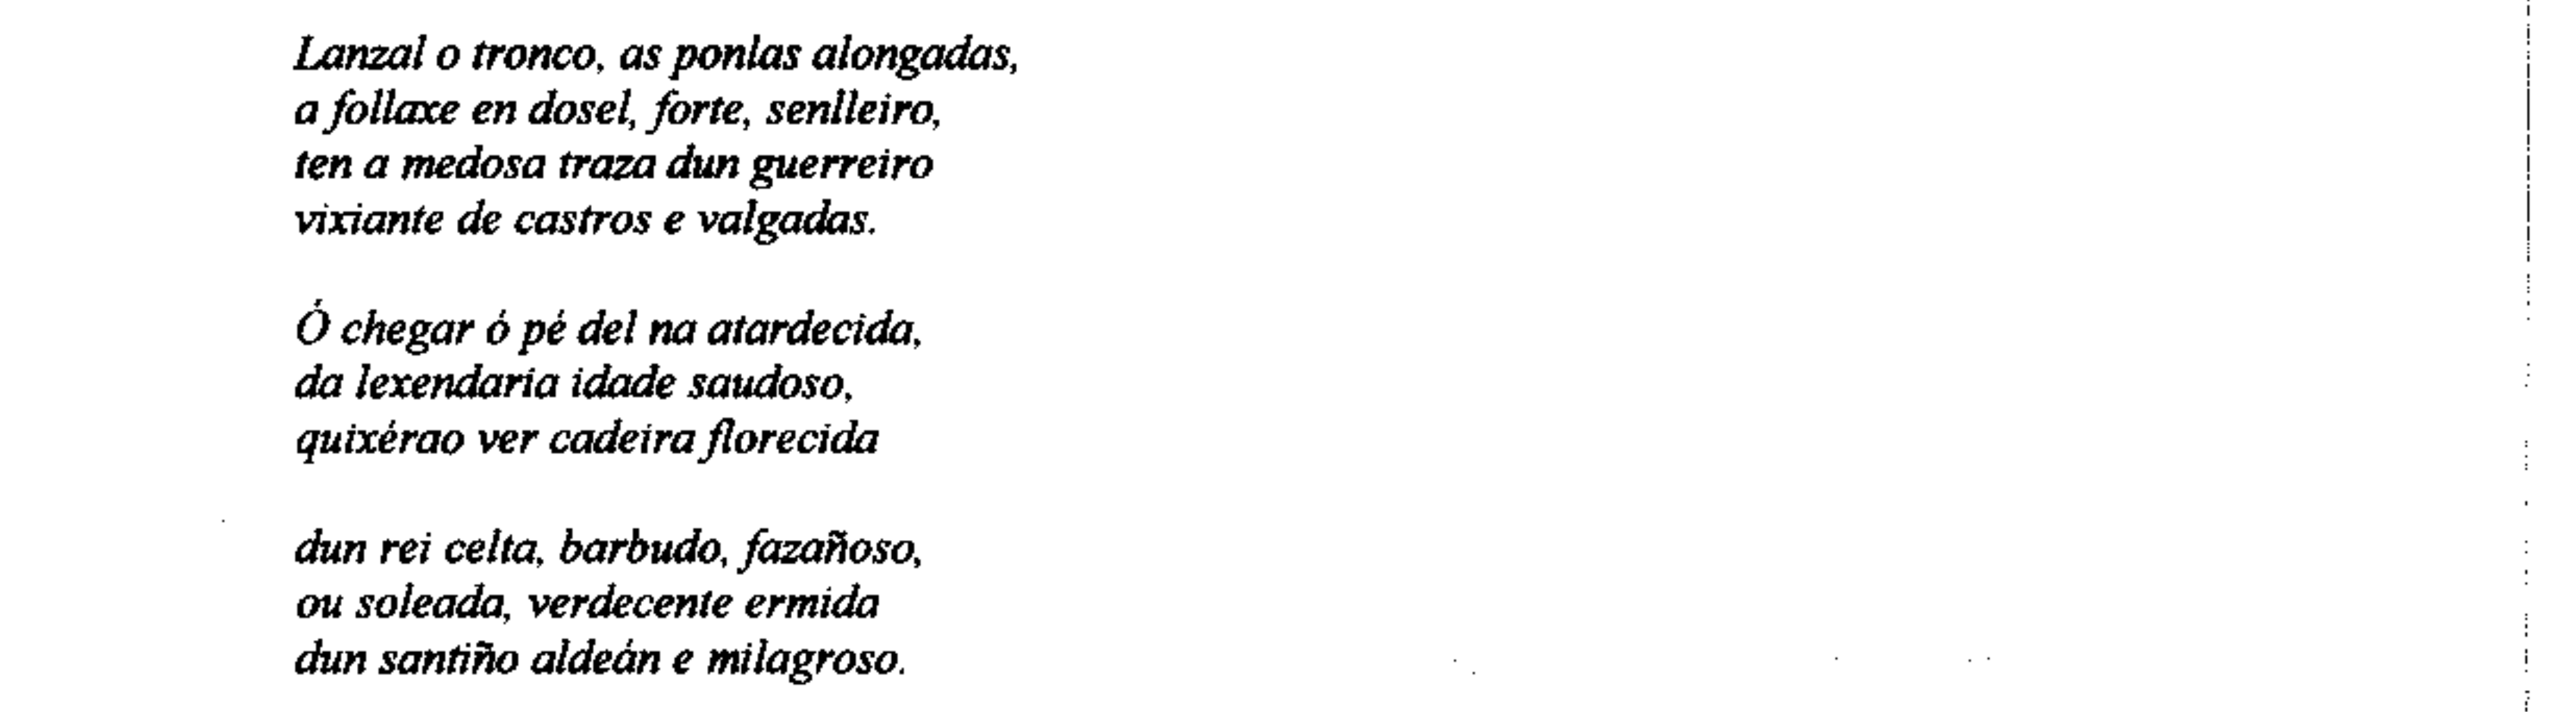 Lanzal o tronco, as ponlas alongadas,
a follaxe en dosel, forte, senlleiro,
ten a medosa traza dun guerreiro
vixiante de castros e valgadas.
Ó chegar ó pé del na atardecida,
da lexendaria idade saudoso,
quixérao ver cadeira florecida
dun rei celta, barbudo, fazañoso,
ou soleada, verdecente ermida
dun santiño aldeán e milagroso.